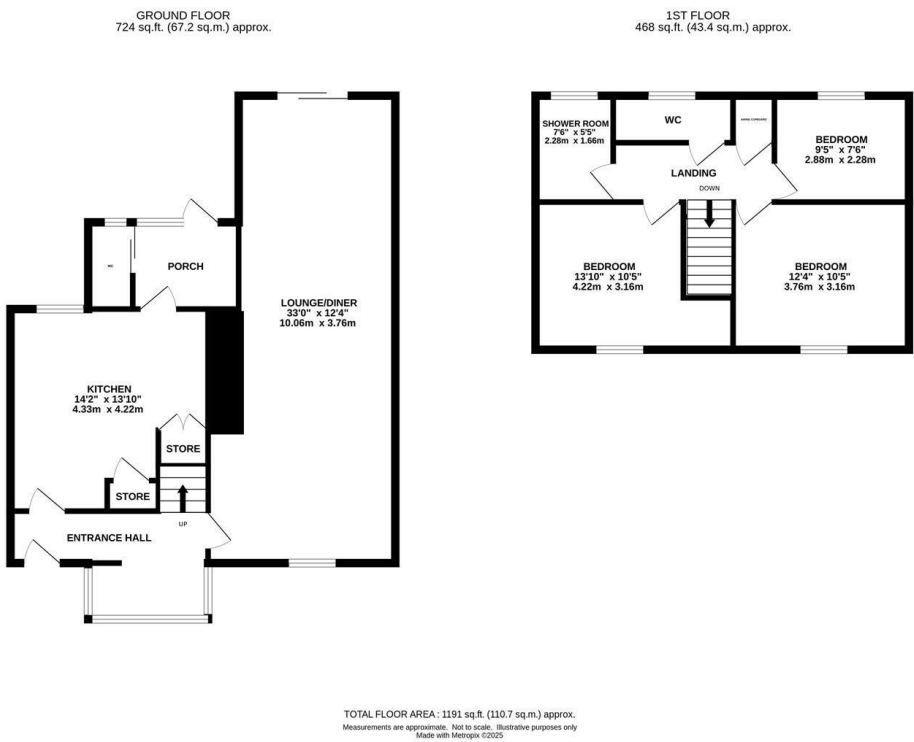 GROUND FLOOR
724 sq.ft. (67.2 sq.m.) approx.
1ST FLOOR
468 sq.ft. (43.4 sq.m.) approx.
WC
PORCH
LOUNGE/DINER
33'0" x 12'4"
10.06m x 3.76m
KITCHEN
14'2" x 13'10"
4.33m x 4.22m
STORE
STORE
UP
ENTRANCE HALL
SHOWER ROOM
7'6" x 5'5"
2.28m x 1.66m
WC
AIRING CUPBOARD
BEDROOM
9'5" x 7'6"
2.88m x 2.28m
LANDING
DOWN
BEDROOM
13'10" x 10'5"
4.22m x 3.16m
BEDROOM
12'4" x 10'5"
3.76m x 3.16m
TOTAL FLOOR AREA : 1191 sq.ft. (110.7 sq.m.) approx.
Measurements are approximate. Not to scale. Illustrative purposes only
Made with Metropix ©2025